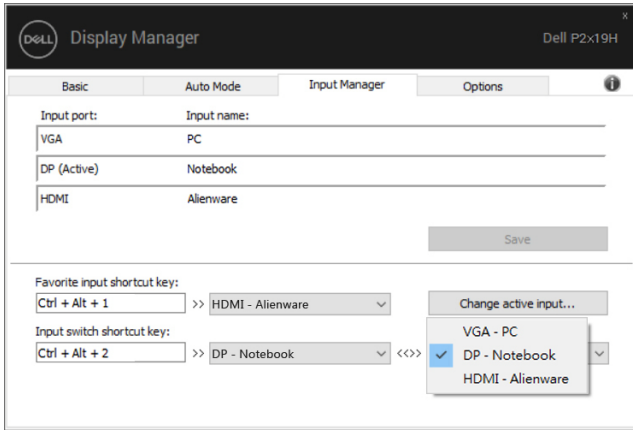 x
DELL Display Manager Dell P2x19H
Basic Auto Mode Input Manager Options i
Input port: Input name:
VGA PC
DP (Active) Notebook
HDMI Alienware
Save
Favorite input shortcut key:
Ctrl + Alt + 1 >> HDMI - Alienware Change active input...
Input switch shortcut key:
VGA - PC
Ctrl + Alt + 2 >> DP - Notebook <<>> DP - Notebook
HDMI - Alienware